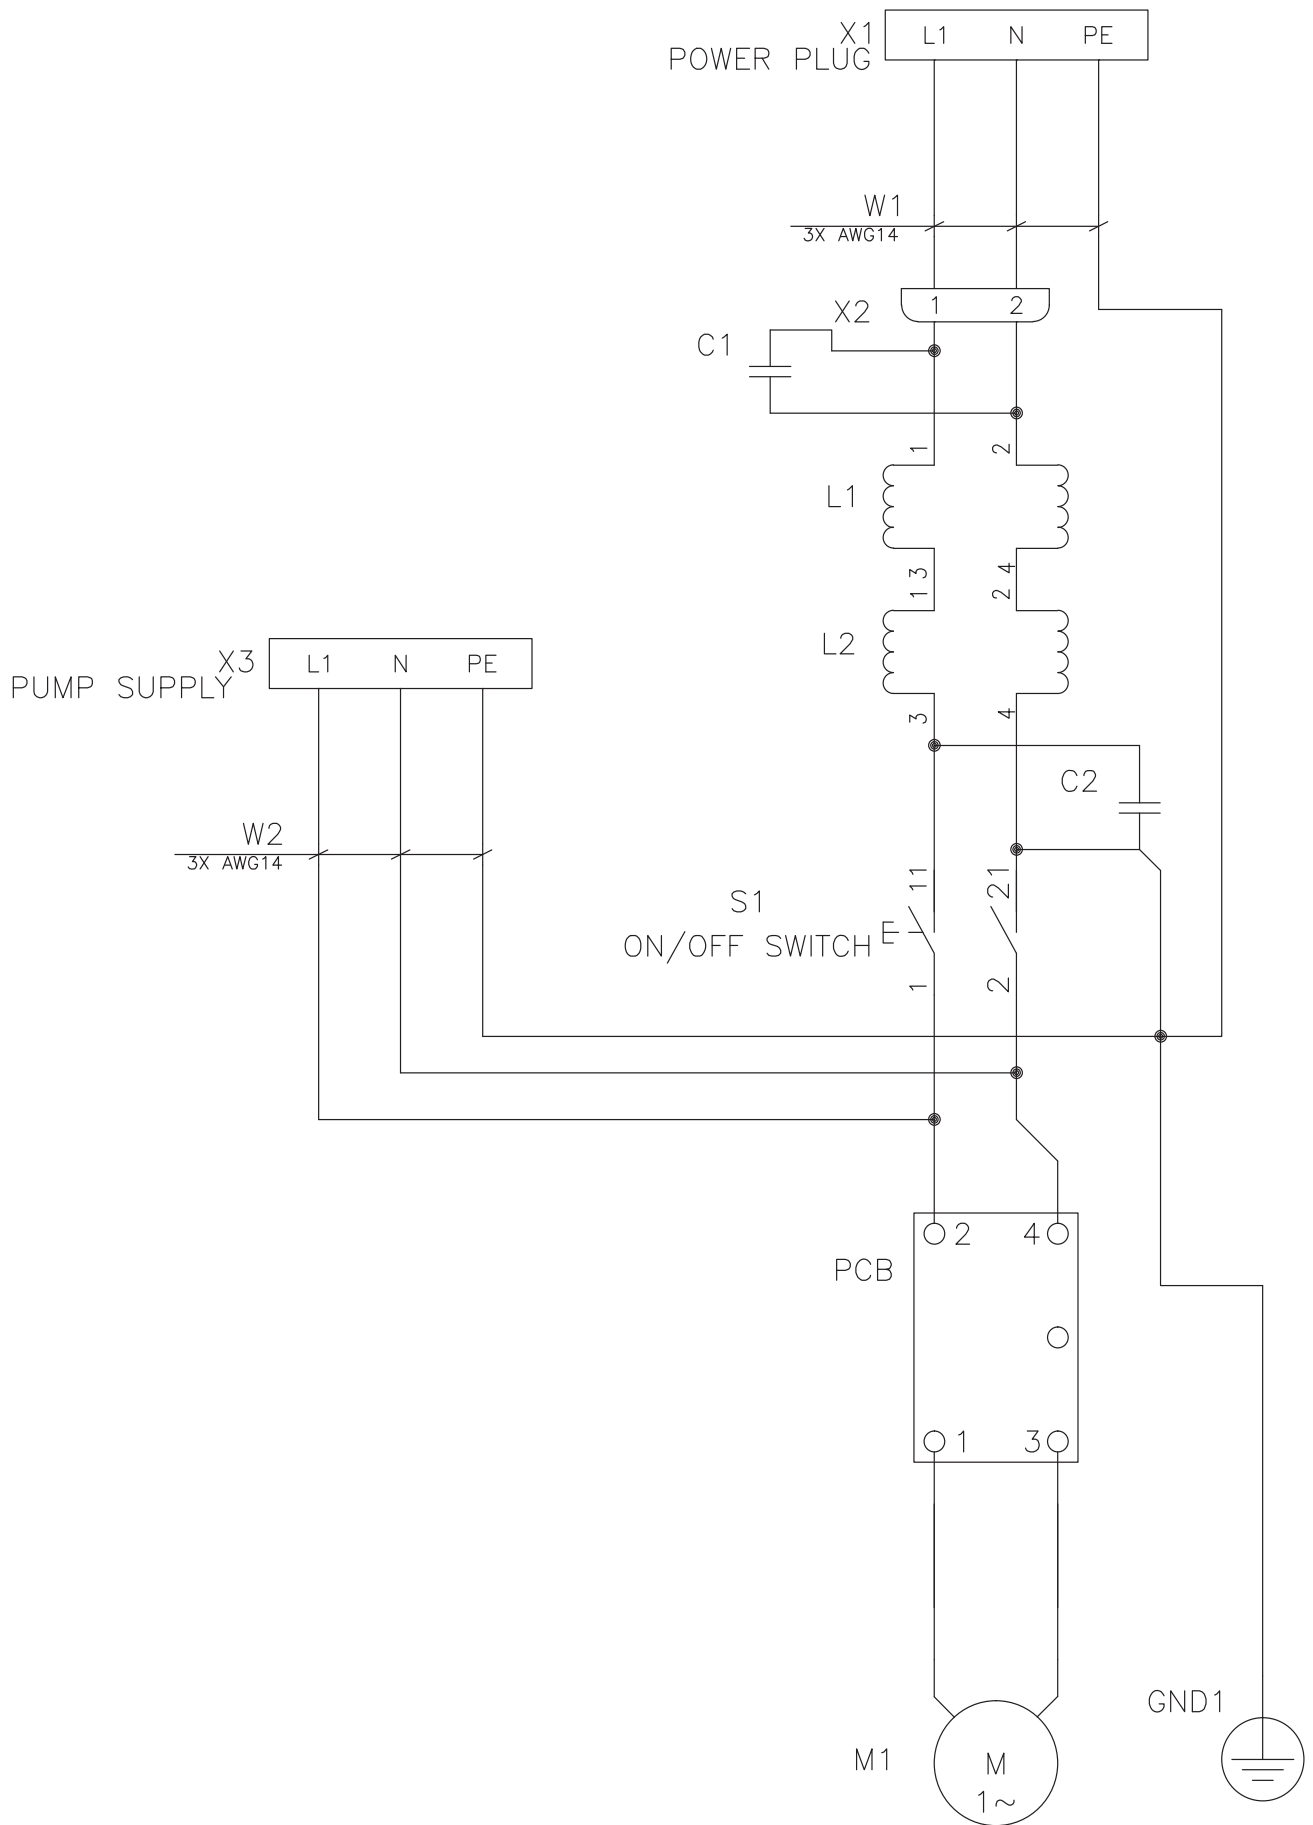 X1 L1 N PE
POWER PLUG
W1
3X AWG14
X2 1 2
C1
1 2
L1
3 4
1 2
L2
X3 L1 N PE
PUMP SUPPLY
3 4
C2
W2
3X AWG14
11 21
S1
ON/OFF SWITCH
1 2
2 4
PCB
1 3
GND1
M1 M
1~